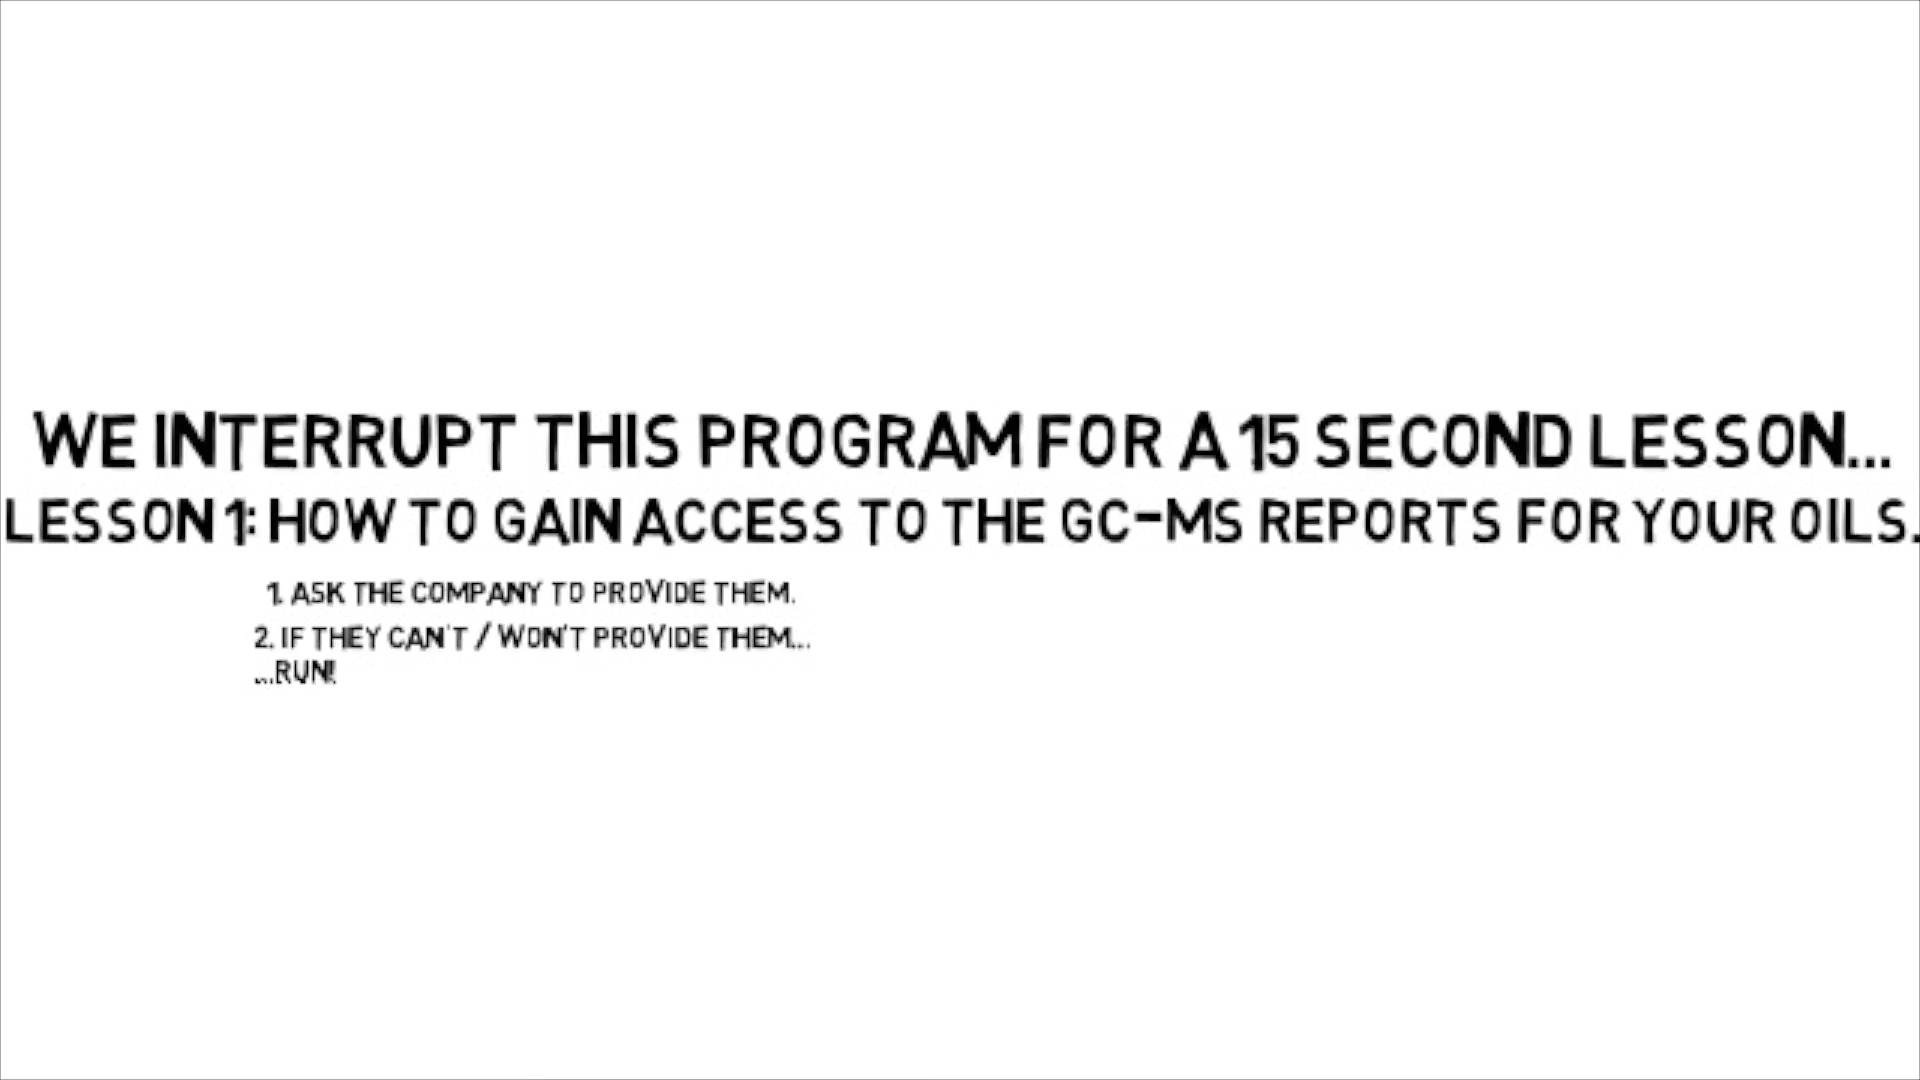 WE INTERRUPT THIS PROGRAM FOR A 15 SECOND LESSON...
LESSON 1: HOW TO GAIN ACCESS TO THE GC-MS REPORTS FOR YOUR OILS.
1. ASK THE COMPANY TO PROVIDE THEM.
2. IF THEY CAN'T / WON'T PROVIDE THEM...
...RUN!